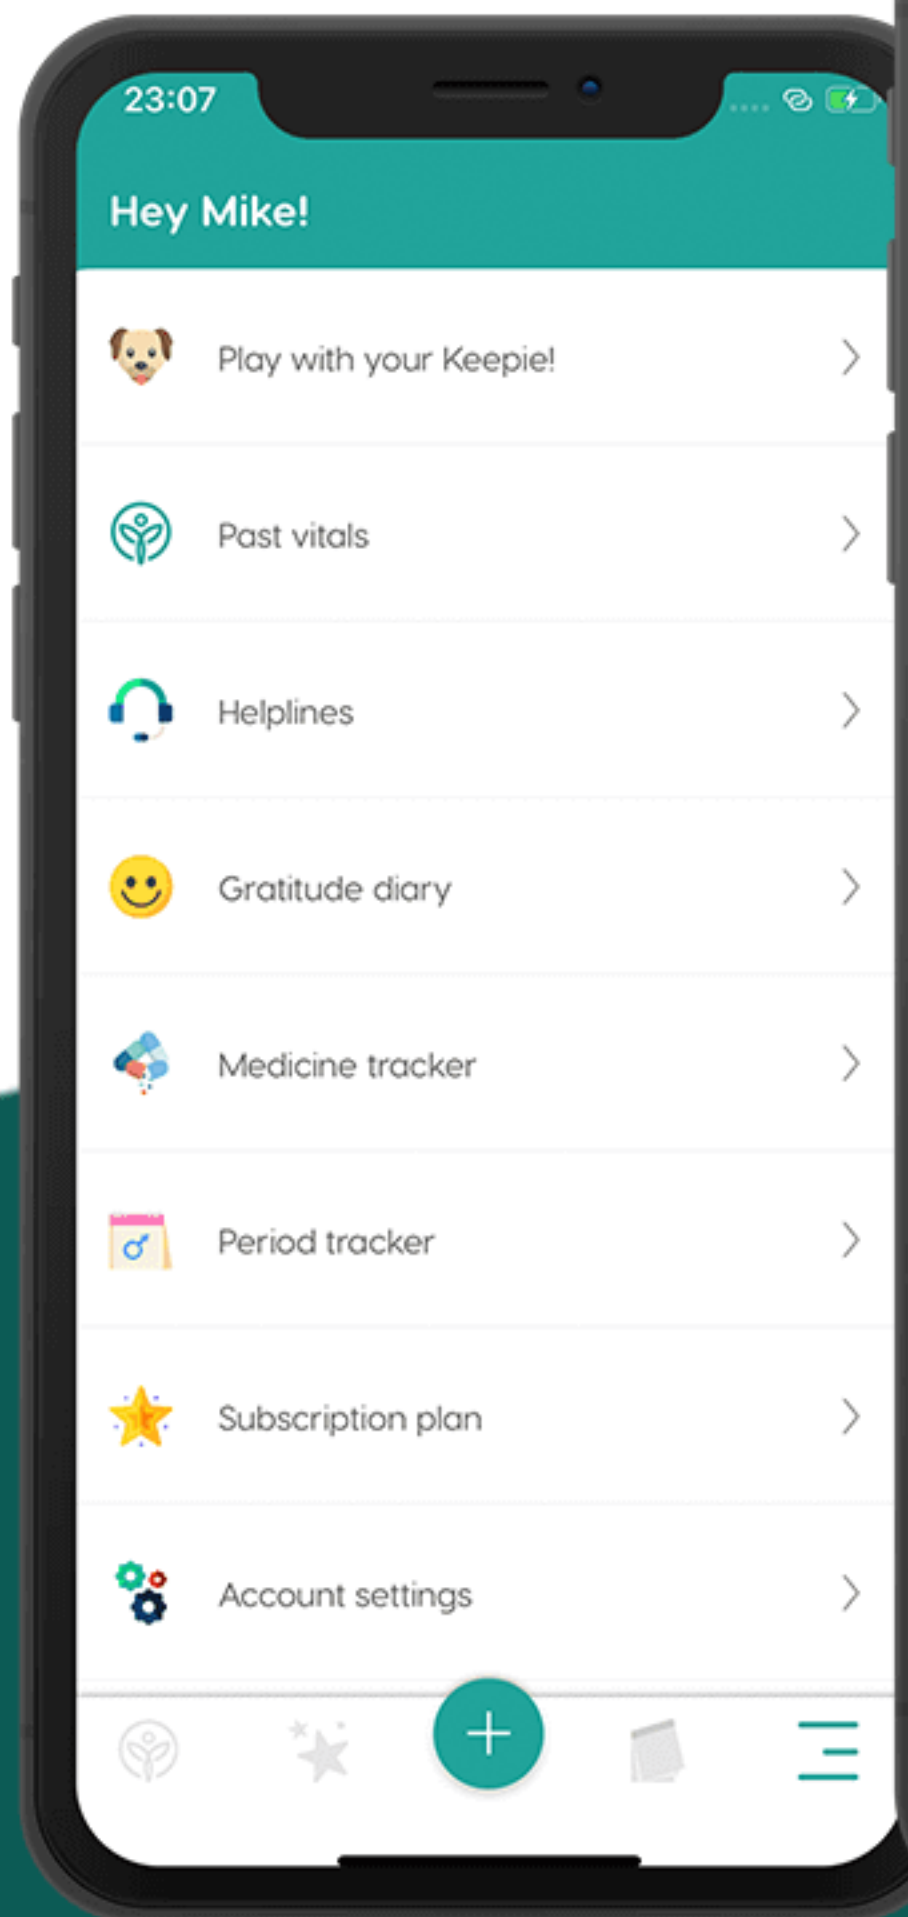 23:07
Hey Mike!
Play with your Keepie!
Past vitals
Helplines
Gratitude diary
Medicine tracker
Period tracker
Subscription plan
Account settings